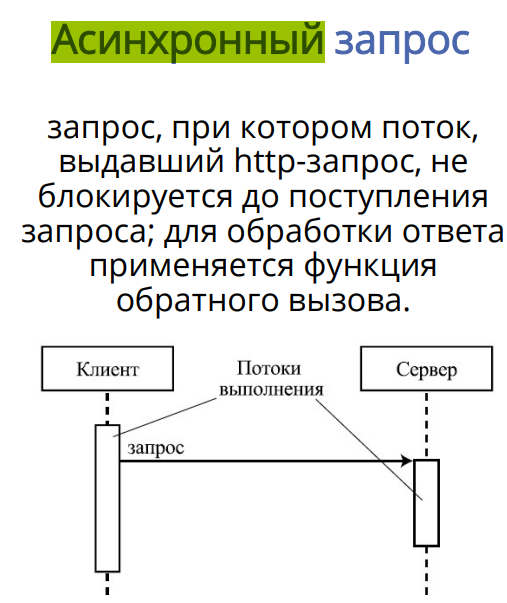 Асинхронный запрос
запрос, при котором поток,
выдавший http-запрос, не
блокируется до поступления
запроса; для обработки ответа
применяется функция
обратного вызова.
Клиент
Потоки
выполнения
Сервер
запрос